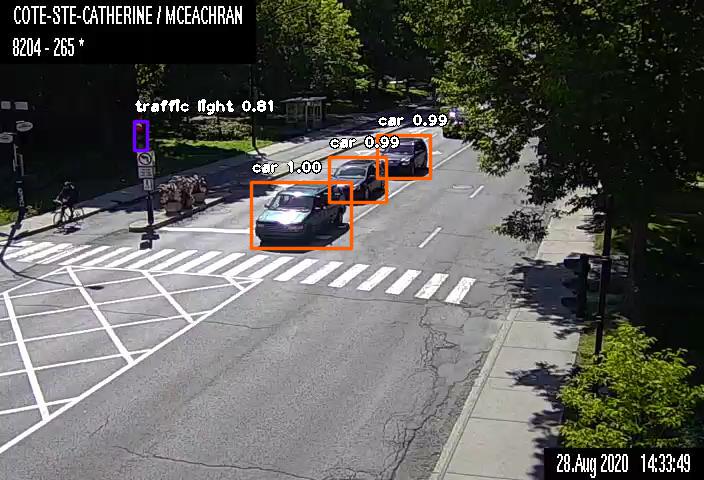 COTE-STE-CATHERINE / MCEACHRAN
8204 - 265 *
traffic light 0.81
car 0.99
car 0.99
car 1.00
28.Aug 2020 14:33:49